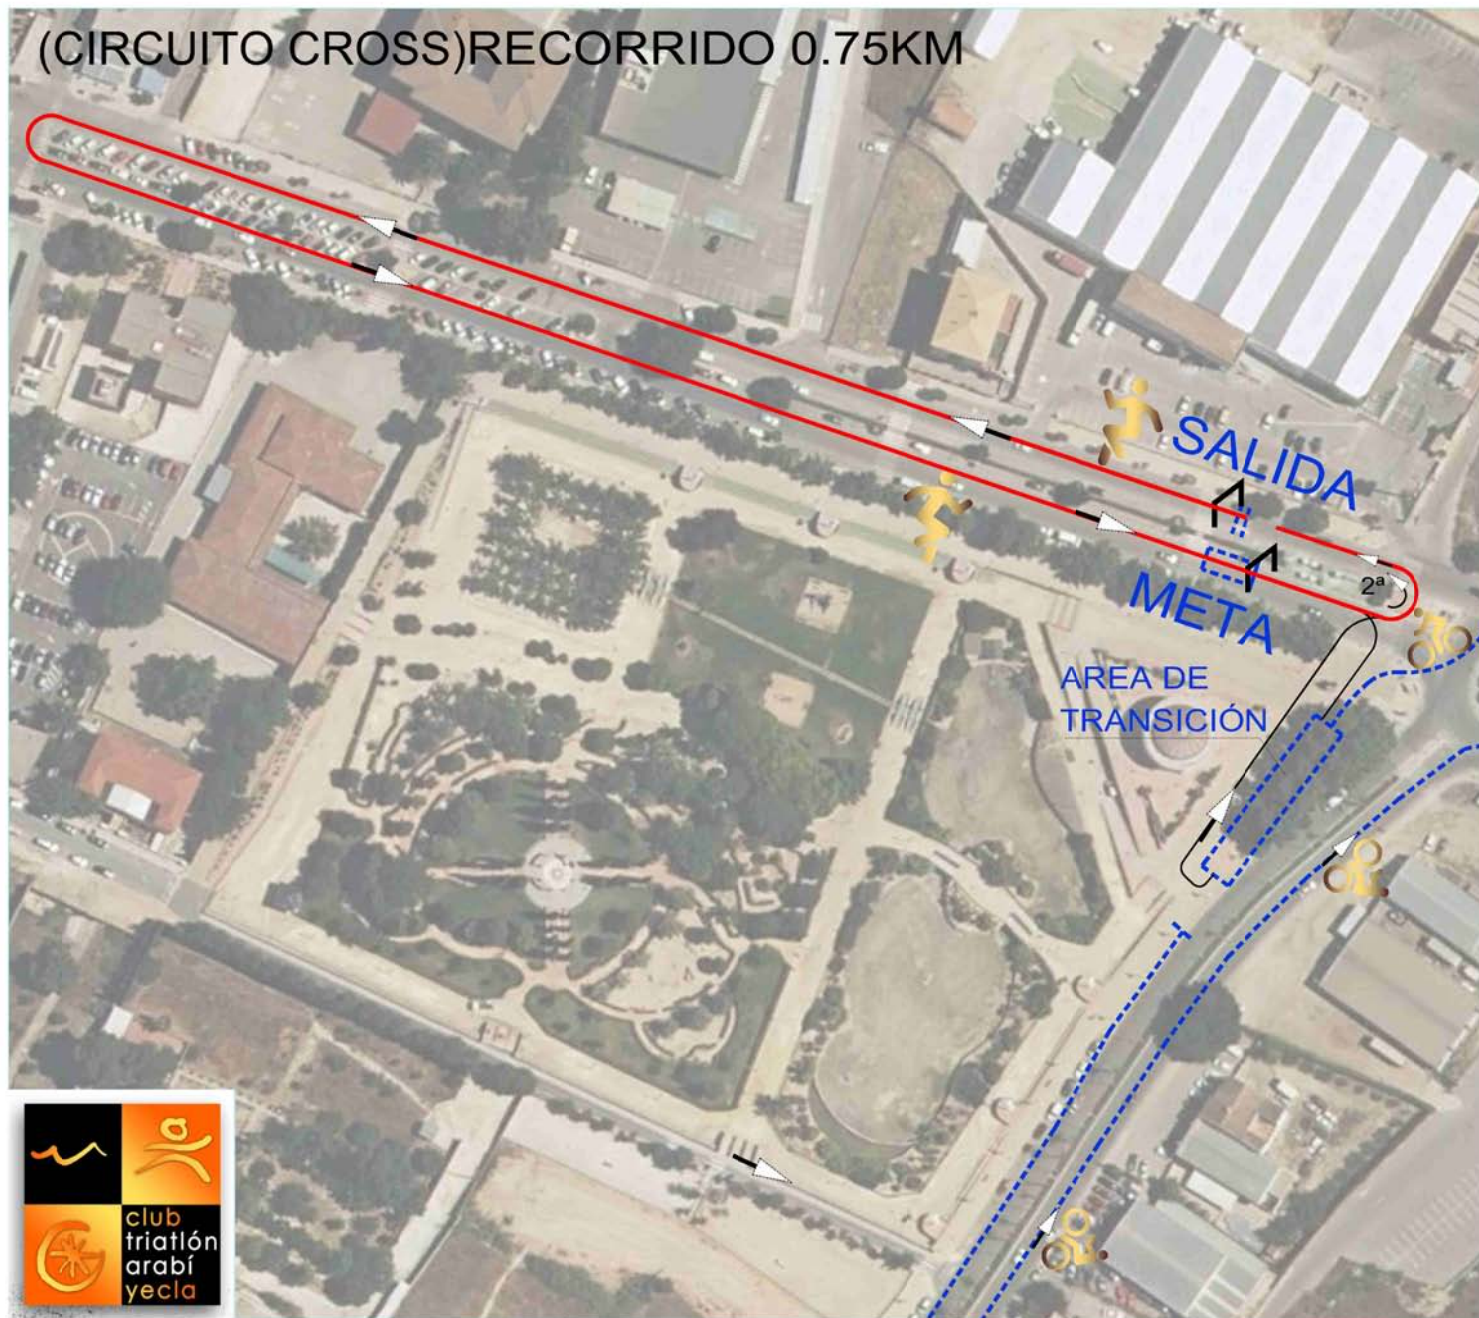 (CIRCUITO CROSS)RECORRIDO 0.75KM
SALIDA
META
2ª
AREA DE
TRANSICIÓN
club
triatlón
arabí
yecla